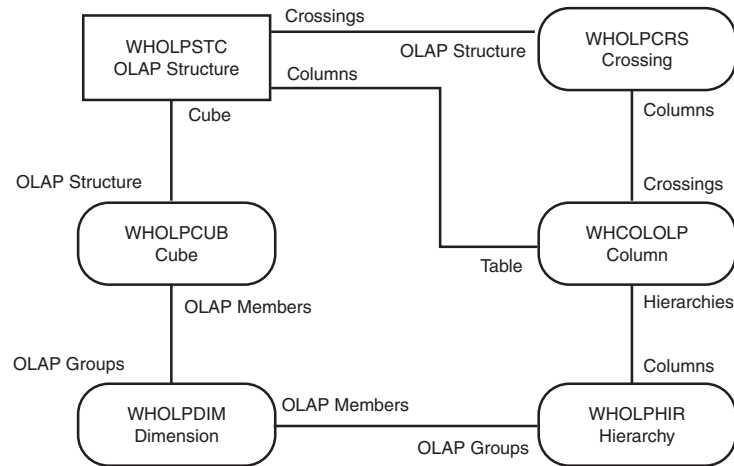 Crossings
WHOLPSTC
OLAP Structure
OLAP Structure
WHOLPCRS
Crossing
Columns
Cube
Columns
OLAP Structure
Crossings
WHOLPCUB
Cube
WHCOLOLP
Column
Table
OLAP Members
Hierarchies
OLAP Groups
Columns
WHOLPDIM
Dimension
OLAP Members
OLAP Groups
WHOLPHIR
Hierarchy